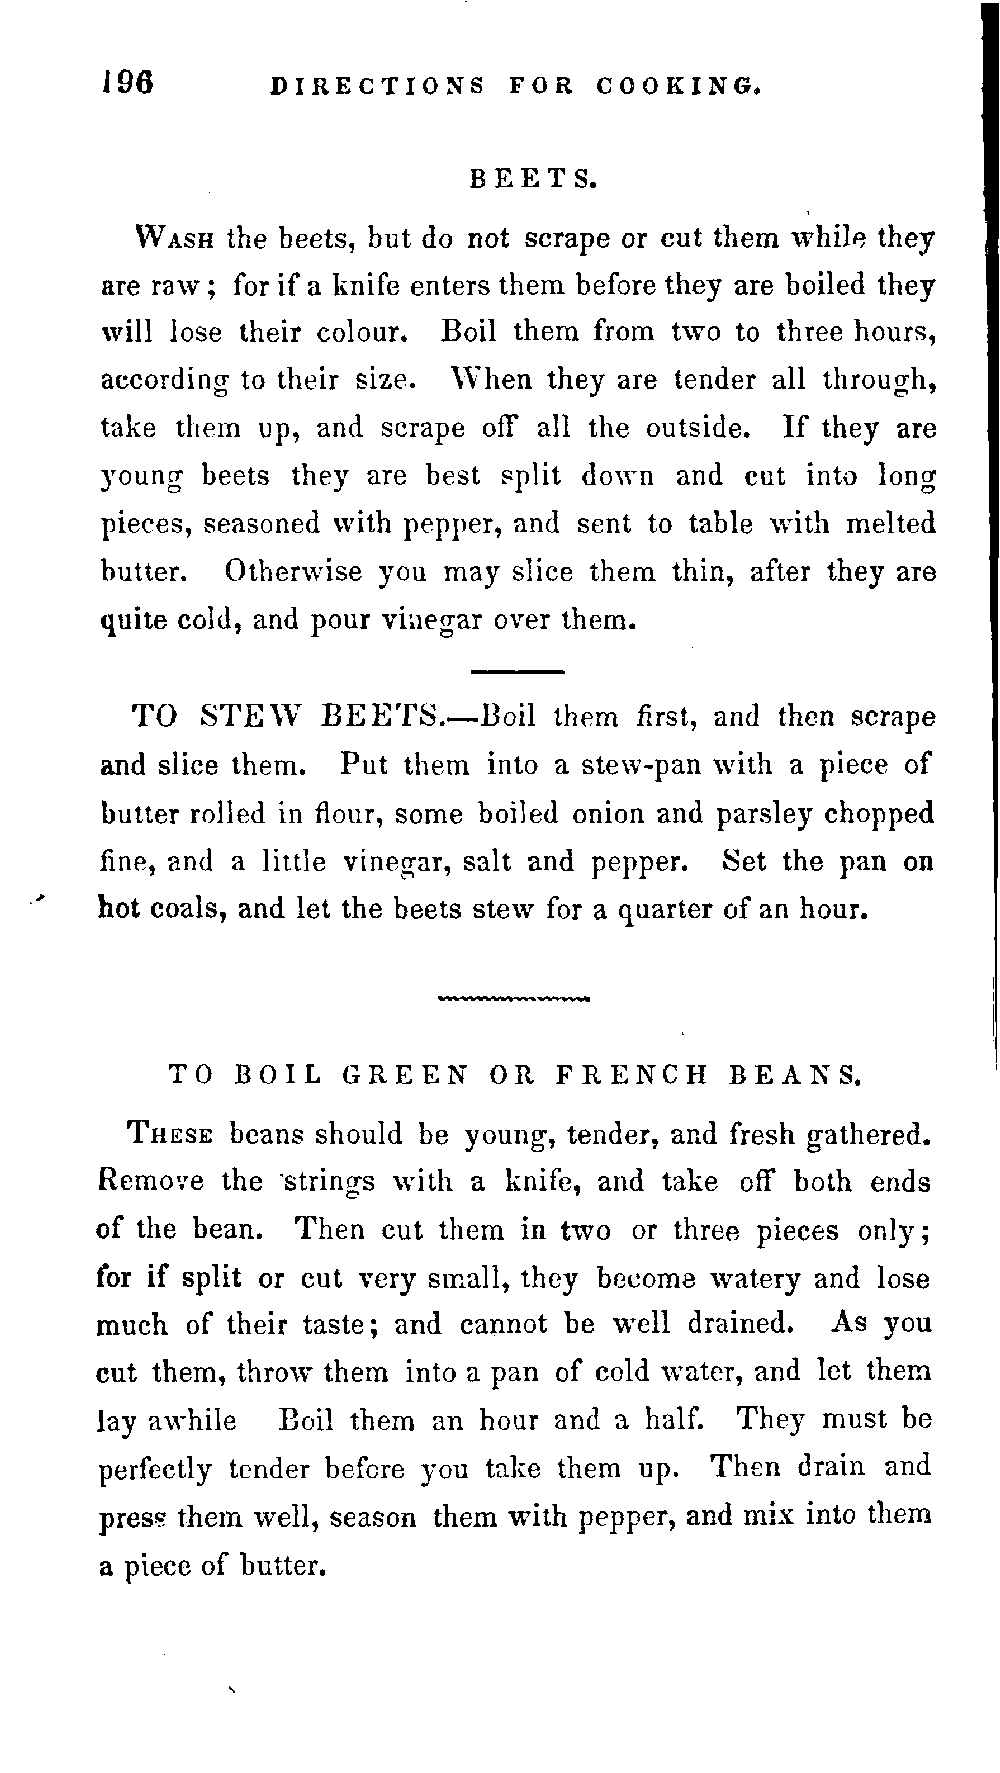 196 DIRECTIONS FOR COOKING.
BEETS.
WASH the beets, but do not scrape or cut them while they
are raw; for if a knife enters them before they are boiled they
will lose their colour. Boil them from two to three hours,
according to their size. When they are tender all through,
take them up, and scrape off all the outside. If they are
young beets they are best split down and cut into long
pieces, seasoned with pepper, and sent to table with melted
butter. Otherwise you may slice them thin, after they are
quite cold, and pour vinegar over them.
TO STEW BEETS.—Boil them first, and then scrape
and slice them. Put them into a stew-pan with a piece of
butter rolled in flour, some boiled onion and parsley chopped
fine, and a little vinegar, salt and pepper. Set the pan on
hot coals, and let the beets stew for a quarter of an hour.
TO BOIL GREEN OR FRENCH BEANS.
THESE beans should be young, tender, and fresh gathered.
Remove the strings with a knife, and take off both ends
of the bean. Then cut them in two or three pieces only;
for if split or cut very small, they become watery and lose
much of their taste; and cannot be well drained. As you
cut them, throw them into a pan of cold water, and let them
lay awhile Boil them an hour and a half. They must be
perfectly tender before you take them up. Then drain and
press them well, season them with pepper, and mix into them
a piece of butter.